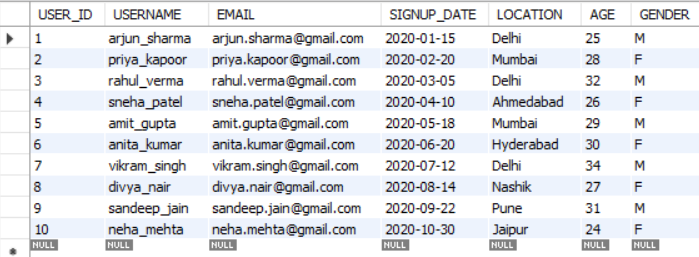 USER_ID USERNAME EMAIL SIGNUP_DATE LOCATION AGE GENDER
1 arjun_sharma arjun.sharma@gmail.com 2020-01-15 Delhi 25 M
2 priya_kapoor priya.kapoor@gmail.com 2020-02-20 Mumbai 28 F
3 rahul_verma rahul.verma@gmail.com 2020-03-05 Delhi 32 M
4 sneha_patel sneha.patel@gmail.com 2020-04-10 Ahmedabad 26 F
5 amit_gupta amit.gupta@gmail.com 2020-05-18 Mumbai 29 M
6 anita_kumar anita.kumar@gmail.com 2020-06-20 Hyderabad 30 F
7 vikram_singh vikram.singh@gmail.com 2020-07-12 Delhi 34 M
8 divya_nair divya.nair@gmail.com 2020-08-14 Nashik 27 F
9 sandeep_jain sandeep.jain@gmail.com 2020-09-22 Pune 31 M
10 neha_mehta neha.mehta@gmail.com 2020-10-30 Jaipur 24 F
NULL NULL NULL NULL NULL NULL NULL